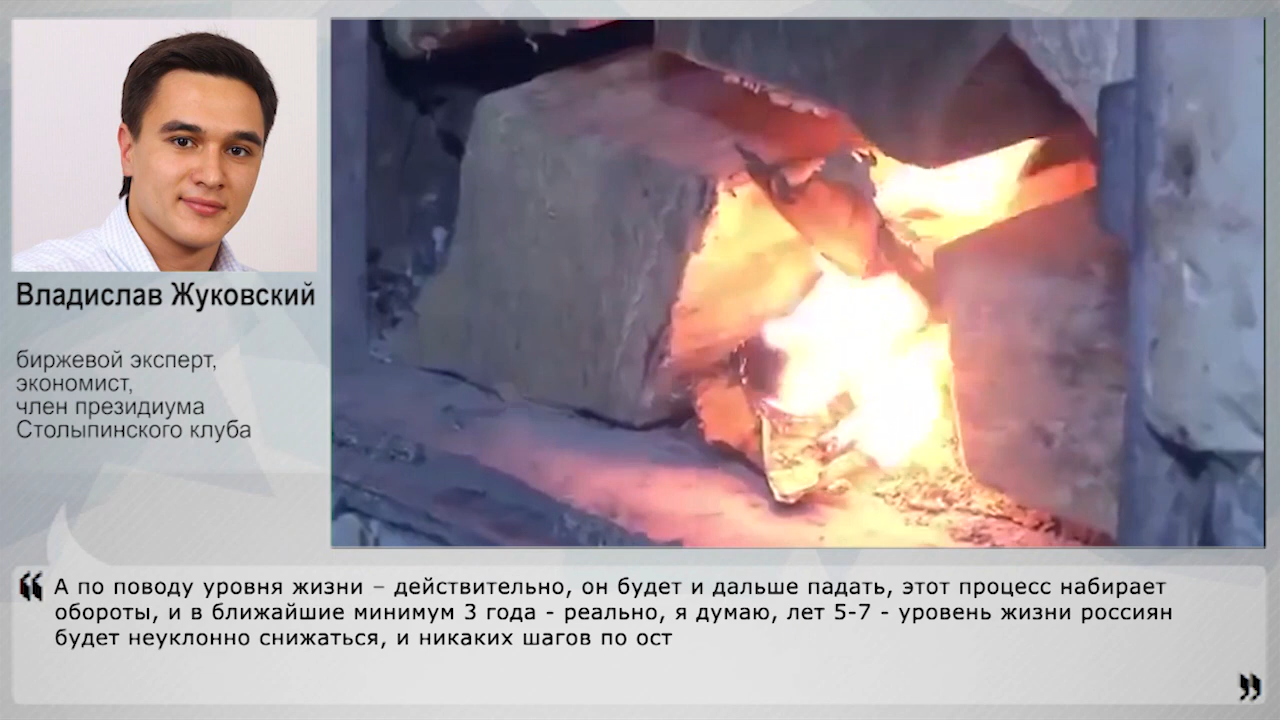 Владислав Жуковский
биржевой эксперт,
экономист,
член президиума
Столыпинского клуба
“ А по поводу уровня жизни – действительно, он будет и дальше падать, этот процесс набирает
обороты, и в ближайшие минимум 3 года - реально, я думаю, лет 5-7 - уровень жизни россиян
будет неуклонно снижаться, и никаких шагов по ост
”